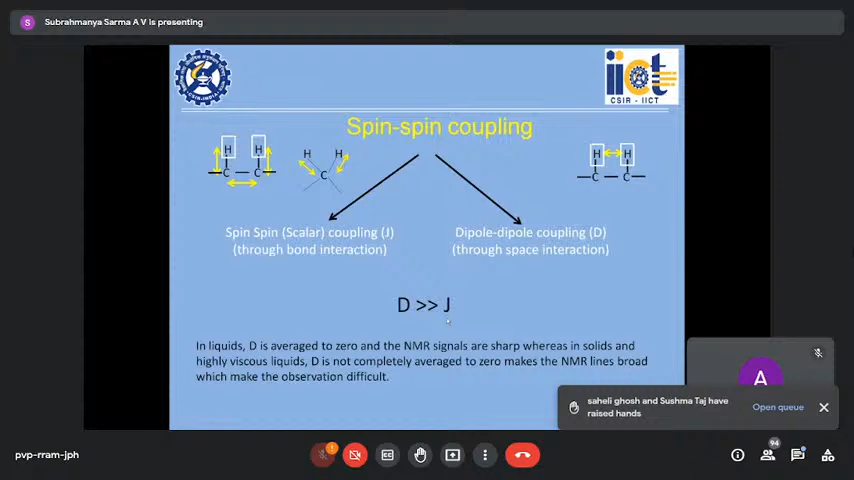 S Subrahmanya Sarma A V is presenting
CSIR-INDIA
iict
CSIR - IICT
Spin-spin coupling
H H
C C
H H
C
H H
C C
Spin Spin (Scalar) coupling (J)
(through bond interaction)
Dipole-dipole coupling (D)
(through space interaction)
D >> J
In liquids, D is averaged to zero and the NMR signals are sharp whereas in solids and
highly viscous liquids, D is not completely averaged to zero makes the NMR lines broad
which make the observation difficult.
A
saheli ghosh and Sushma Taj have
raised hands
Open queue
pvp-rram-jph
94